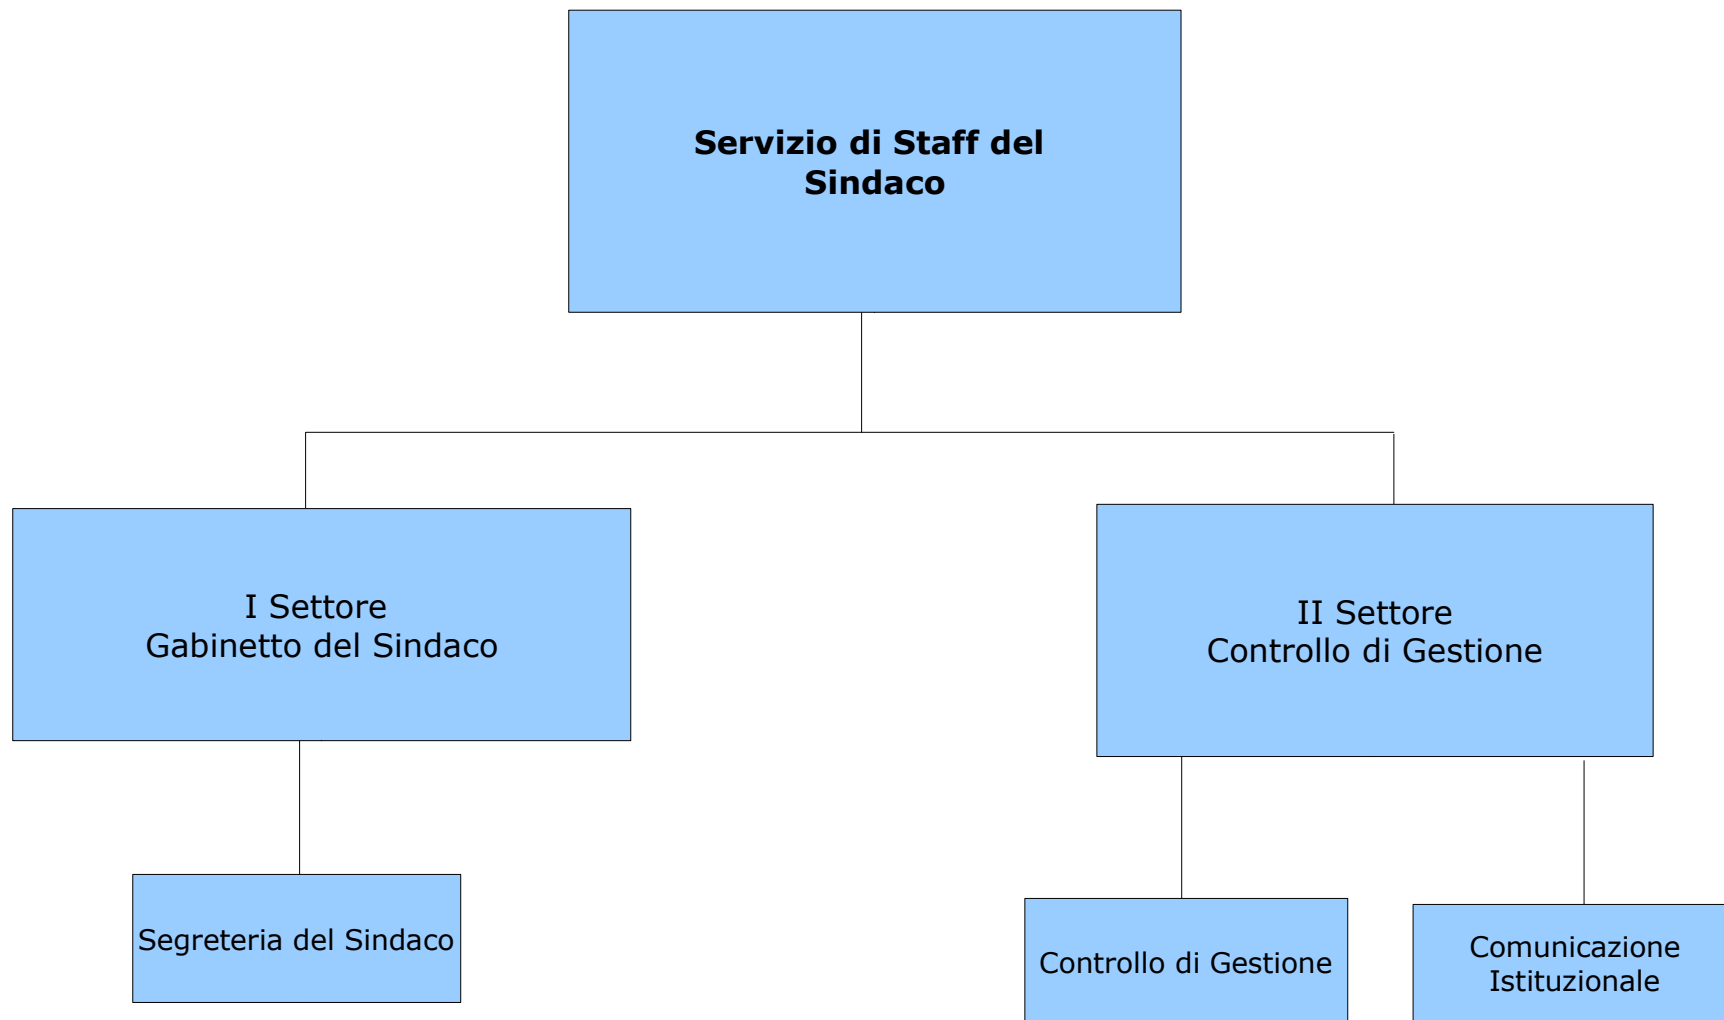 Servizio di Staff del
Sindaco
I Settore
Gabinetto del Sindaco
II Settore
Controllo di Gestione
Segreteria del Sindaco
Controllo di Gestione
Comunicazione
Istituzionale